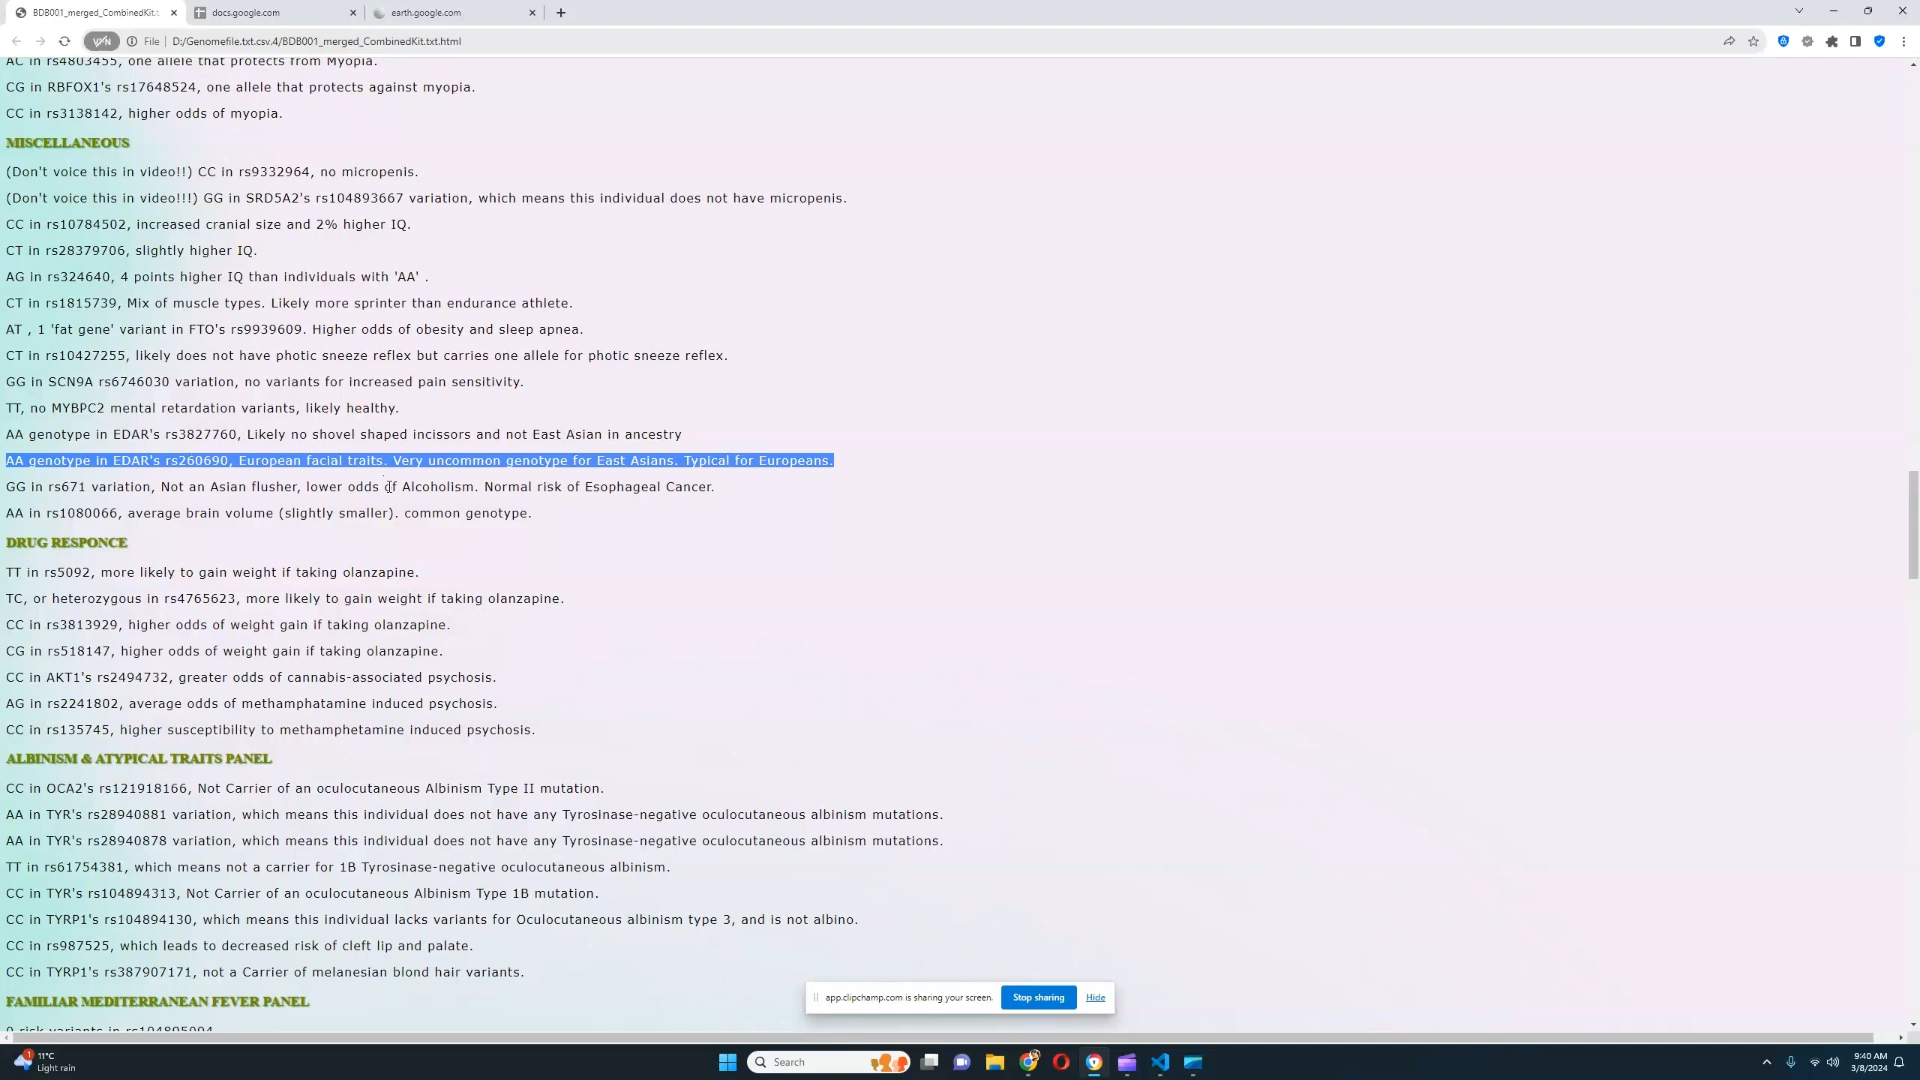 BDB001_merged_CombinedKit.t
docs.google.com
earth.google.com
File D:/Genomefile.txt.csv.4/BDB001_merged_CombinedKit.txt.html
AC in rs4803455, one allele that protects from Myopia.
CG in RBFOX1's rs17648524, one allele that protects against myopia.
CC in rs3138142, higher odds of myopia.
MISCELLANEOUS
(Don't voice this in video!!) CC in rs9332964, no micropenis.
(Don't voice this in video!!!) GG in SRD5A2's rs104893667 variation, which means this individual does not have micropenis.
CC in rs10784502, increased cranial size and 2% higher IQ.
CT in rs28379706, slightly higher IQ.
AG in rs324640, 4 points higher IQ than individuals with 'AA' .
CT in rs1815739, Mix of muscle types. Likely more sprinter than endurance athlete.
AT , 1 'fat gene' variant in FTO's rs9939609. Higher odds of obesity and sleep apnea.
CT in rs10427255, likely does not have photic sneeze reflex but carries one allele for photic sneeze reflex.
GG in SCN9A rs6746030 variation, no variants for increased pain sensitivity.
TT, no MYBPC2 mental retardation variants, likely healthy.
AA genotype in EDAR's rs3827760, Likely no shovel shaped incissors and not East Asian in ancestry
AA genotype in EDAR's rs260690, European facial traits. Very uncommon genotype for East Asians. Typical for Europeans.
GG in rs671 variation, Not an Asian flusher, lower odds of Alcoholism. Normal risk of Esophageal Cancer.
AA in rs1080066, average brain volume (slightly smaller). common genotype.
DRUG RESPONCE
TT in rs5092, more likely to gain weight if taking olanzapine.
TC, or heterozygous in rs4765623, more likely to gain weight if taking olanzapine.
CC in rs3813929, higher odds of weight gain if taking olanzapine.
CG in rs518147, higher odds of weight gain if taking olanzapine.
CC in AKT1's rs2494732, greater odds of cannabis-associated psychosis.
AG in rs2241802, average odds of methamphatamine induced psychosis.
CC in rs135745, higher susceptibility to methamphetamine induced psychosis.
ALBINISM & ATYPICAL TRAITS PANEL
CC in OCA2's rs121918166, Not Carrier of an oculocutaneous Albinism Type II mutation.
AA in TYR's rs28940881 variation, which means this individual does not have any Tyrosinase-negative oculocutaneous albinism mutations.
AA in TYR's rs28940878 variation, which means this individual does not have any Tyrosinase-negative oculocutaneous albinism mutations.
TT in rs61754381, which means not a carrier for 1B Tyrosinase-negative oculocutaneous albinism.
CC in TYR's rs104894313, Not Carrier of an oculocutaneous Albinism Type 1B mutation.
CC in TYRP1's rs104894130, which means this individual lacks variants for Oculocutaneous albinism type 3, and is not albino.
CC in rs987525, which leads to decreased risk of cleft lip and palate.
CC in TYRP1's rs387907171, not a Carrier of melanesian blond hair variants.
app.clipchamp.com is sharing your screen. Stop sharing Hide
FAMILIAR MEDITERRANEAN FEVER PANEL
0 risk variants in rs104895094
1
11°C
Light rain
Search
9:40 AM
3/8/2024